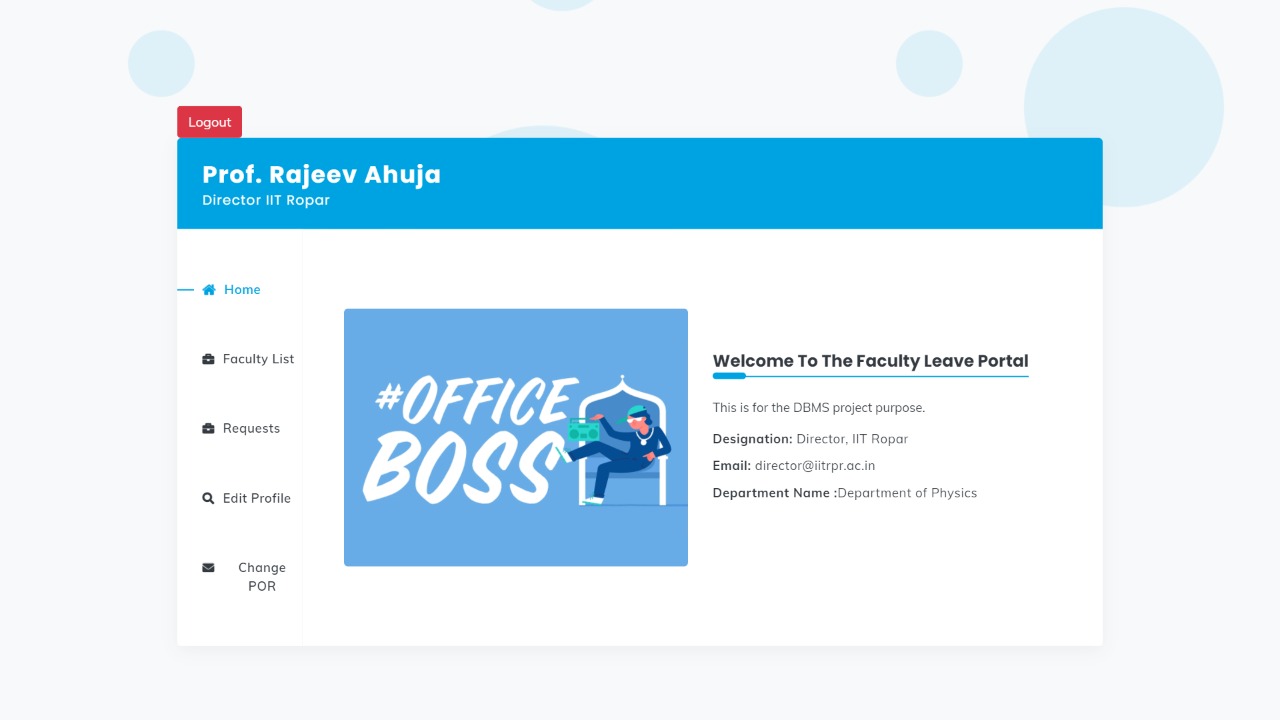 Logout
Prof. Rajeev Ahuja
Director IIT Ropar
Home
Faculty List
Requests
Edit Profile
Change
POR
#OFFICE
BOSS
Welcome To The Faculty Leave Portal
This is for the DBMS project purpose.
Designation: Director, IIT Ropar
Email: director@iitrpr.ac.in
Department Name :Department of Physics